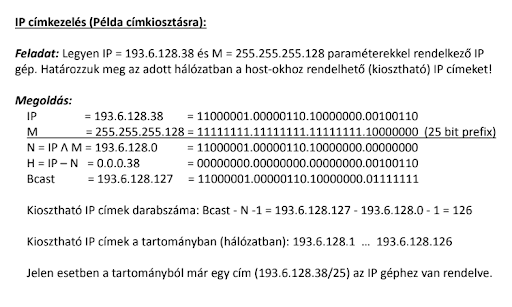 IP címkezelés (Példa címkiosztásra):
Feladat: Legyen IP = 193.6.128.38 és M = 255.255.255.128 paraméterekkel rendelkező IP
gép. Határozzuk meg az adott hálózatban a host-okhoz rendelhető (kiosztható) IP címeket!
Megoldás:
IP = 193.6.128.38 = 11000001.00000110.10000000.00100110
M = 255.255.255.128 = 11111111.11111111.11111111.10000000 (25 bit prefix)
N = IP Λ M = 193.6.128.0 = 11000001.00000110.10000000.00000000
H = IP – N = 0.0.0.38 = 00000000.00000000.00000000.00100110
Bcast = 193.6.128.127 = 11000001.00000110.10000000.01111111
Kiosztható IP címek darabszáma: Bcast - N -1 = 193.6.128.127 - 193.6.128.0 - 1 = 126
Kiosztható IP címek a tartományban (hálózatban): 193.6.128.1 … 193.6.128.126
Jelen esetben a tartományból már egy cím (193.6.128.38/25) az IP géphez van rendelve.